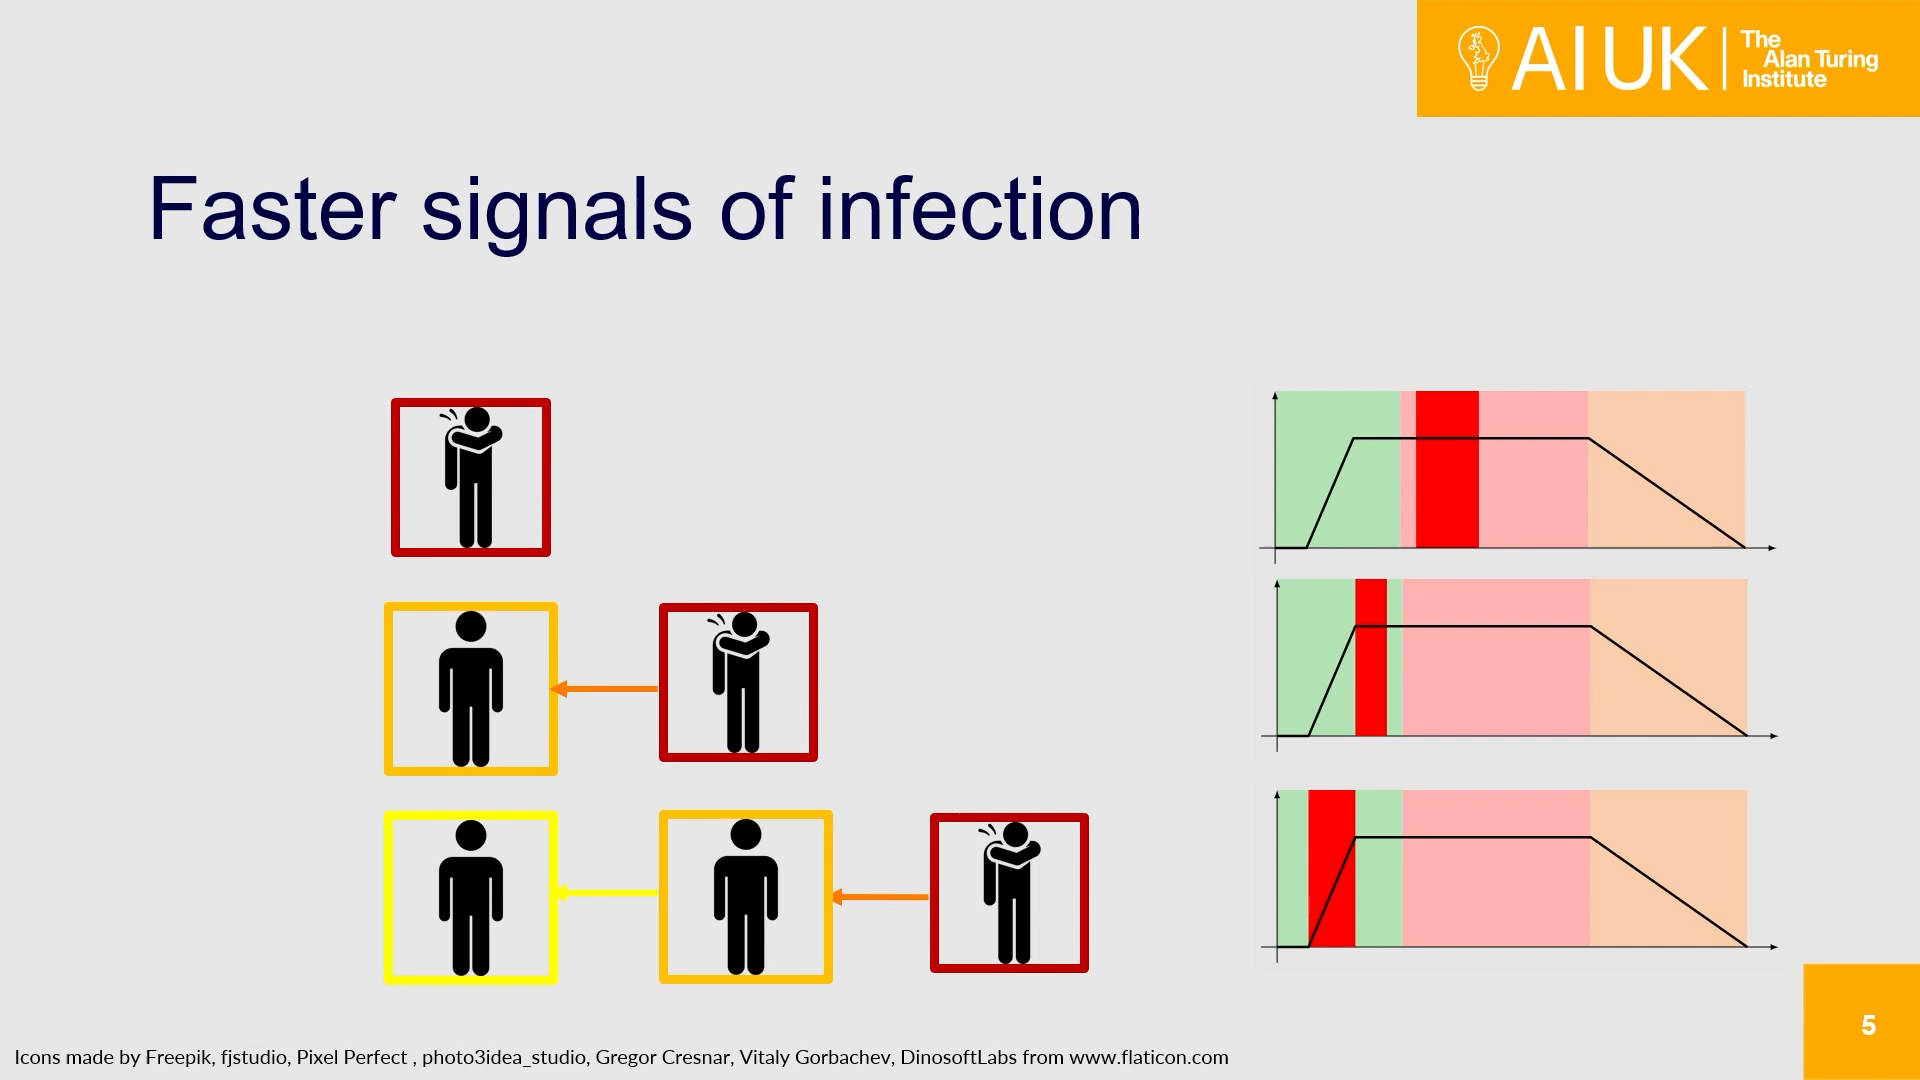 AI UK
The
Alan Turing
Institute
Faster signals of infection
5
Icons made by Freepik, fjstudio, Pixel Perfect , photo3idea_studio, Gregor Cresnar, Vitaly Gorbachev, DinosoftLabs from www.flaticon.com